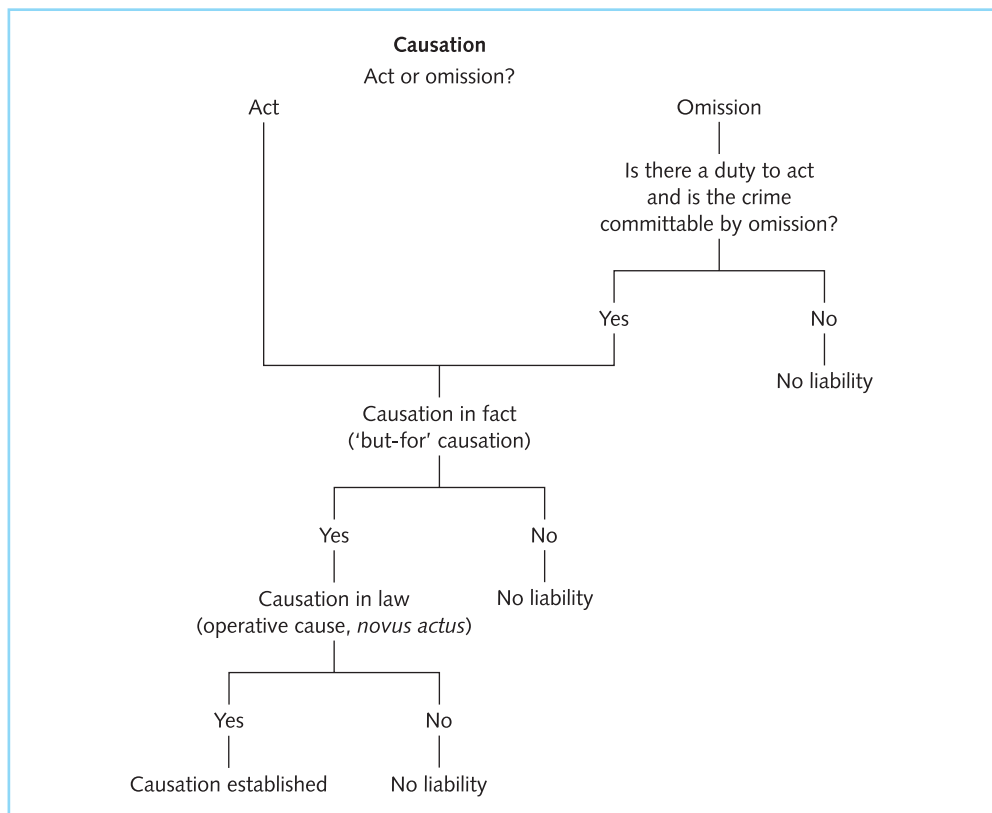 Causation
Act or omission?
Act
Omission
Is there a duty to act
and is the crime
committable by omission?
Yes
No
No liability
Causation in fact
(‘but-for’ causation)
Yes
No
No liability
Causation in law
(operative cause, novus actus)
Yes
No
Causation established
No liability